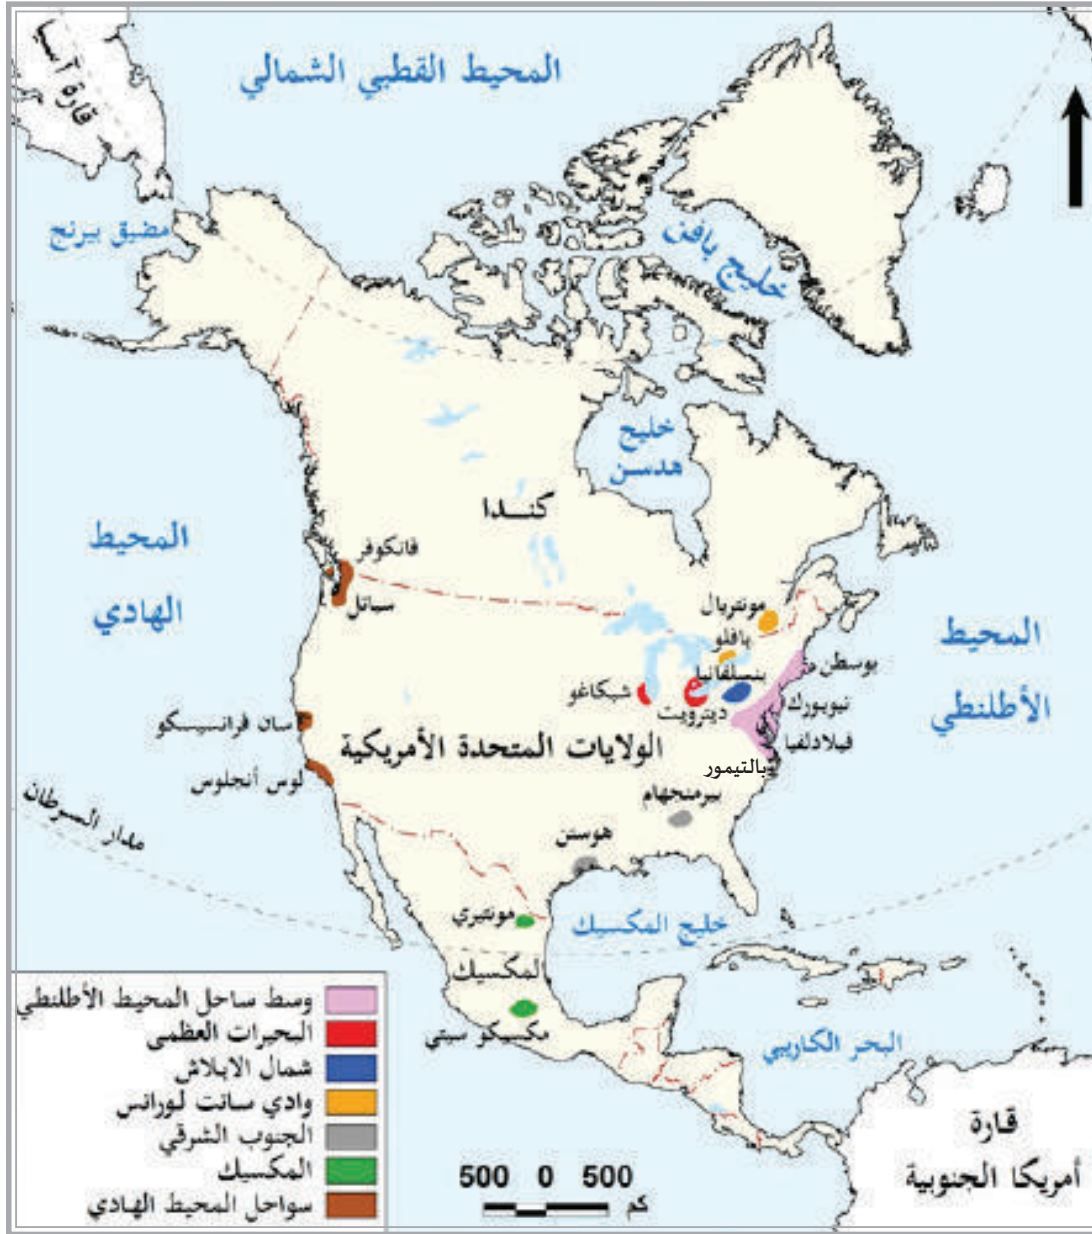 المحيط القطبي الشمالي
قارة آسيا
مضيق بيرنج
خليج بافن
خليج
هدسن
كنــدا
المحيط
الهادي
المحيط
الأطلنطي
فانكوفر
سياتل
مونتريال
بافلو
بنسلفانيا
بوسطن
شيكاغو
ديترويت
نيويورك
فيلادلفيا
بالتيمور
سان فرانسيسكو
الولايات المتحدة الأمريكية
لوس أنجلوس
بيرمنجهام
هوستن
مدار السرطان
مونتيري
خليج المكسيك
المكسيك
مكسيكو سيتي
البحر الكاريبي
قارة
أمريكا الجنوبية
وسط ساحل المحيط الأطلنطي
البحيرات العظمى
شمال الابلاش
وادي سانت لورانس
الجنوب الشرقي
المكسيك
سواحل المحيط الهادي
500 0 500
كم